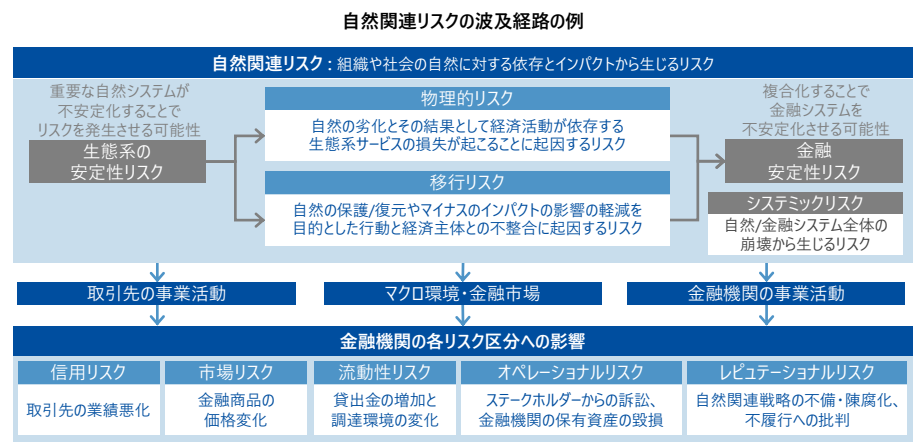 自然関連リスクの波及経路の例
自然関連リスク：組織や社会の自然に対する依存とインパクトから生じるリスク
重要な自然システムが
不安定化することで
リスクを発生させる可能性
生態系の
安定性リスク
物理的リスク
自然の劣化とその結果として経済活動が依存する
生態系サービスの損失が起こることに起因するリスク
移行リスク
自然の保護/復元やマイナスのインパクトの影響の軽減を
目的とした行動と経済主体との不整合に起因するリスク
複合化することで
金融システムを
不安定化させる可能性
金融
安定性リスク
システミックリスク
自然/金融システム全体の
崩壊から生じるリスク
取引先の事業活動
マクロ環境・金融市場
金融機関の事業活動
金融機関の各リスク区分への影響
信用リスク
取引先の業績悪化
市場リスク
金融商品の
価格変化
流動性リスク
貸出金の増加と
調達環境の変化
オペレーショナルリスク
ステークホルダーからの訴訟、
金融機関の保有資産の毀損
レピュテーショナルリスク
自然関連戦略の不備・陳腐化、
不履行への批判